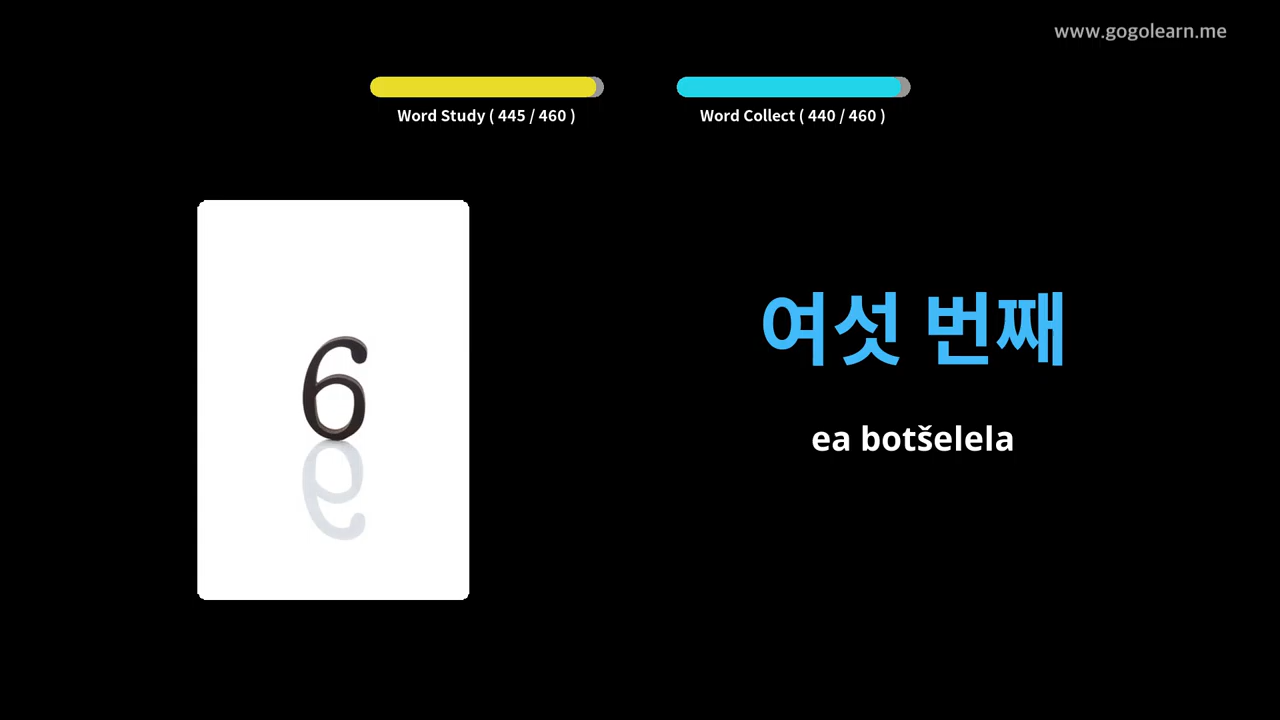 www.gogolearn.me
Word Study ( 445 / 460 )
Word Collect ( 440 / 460 )
6
여섯 번째
ea botšelela